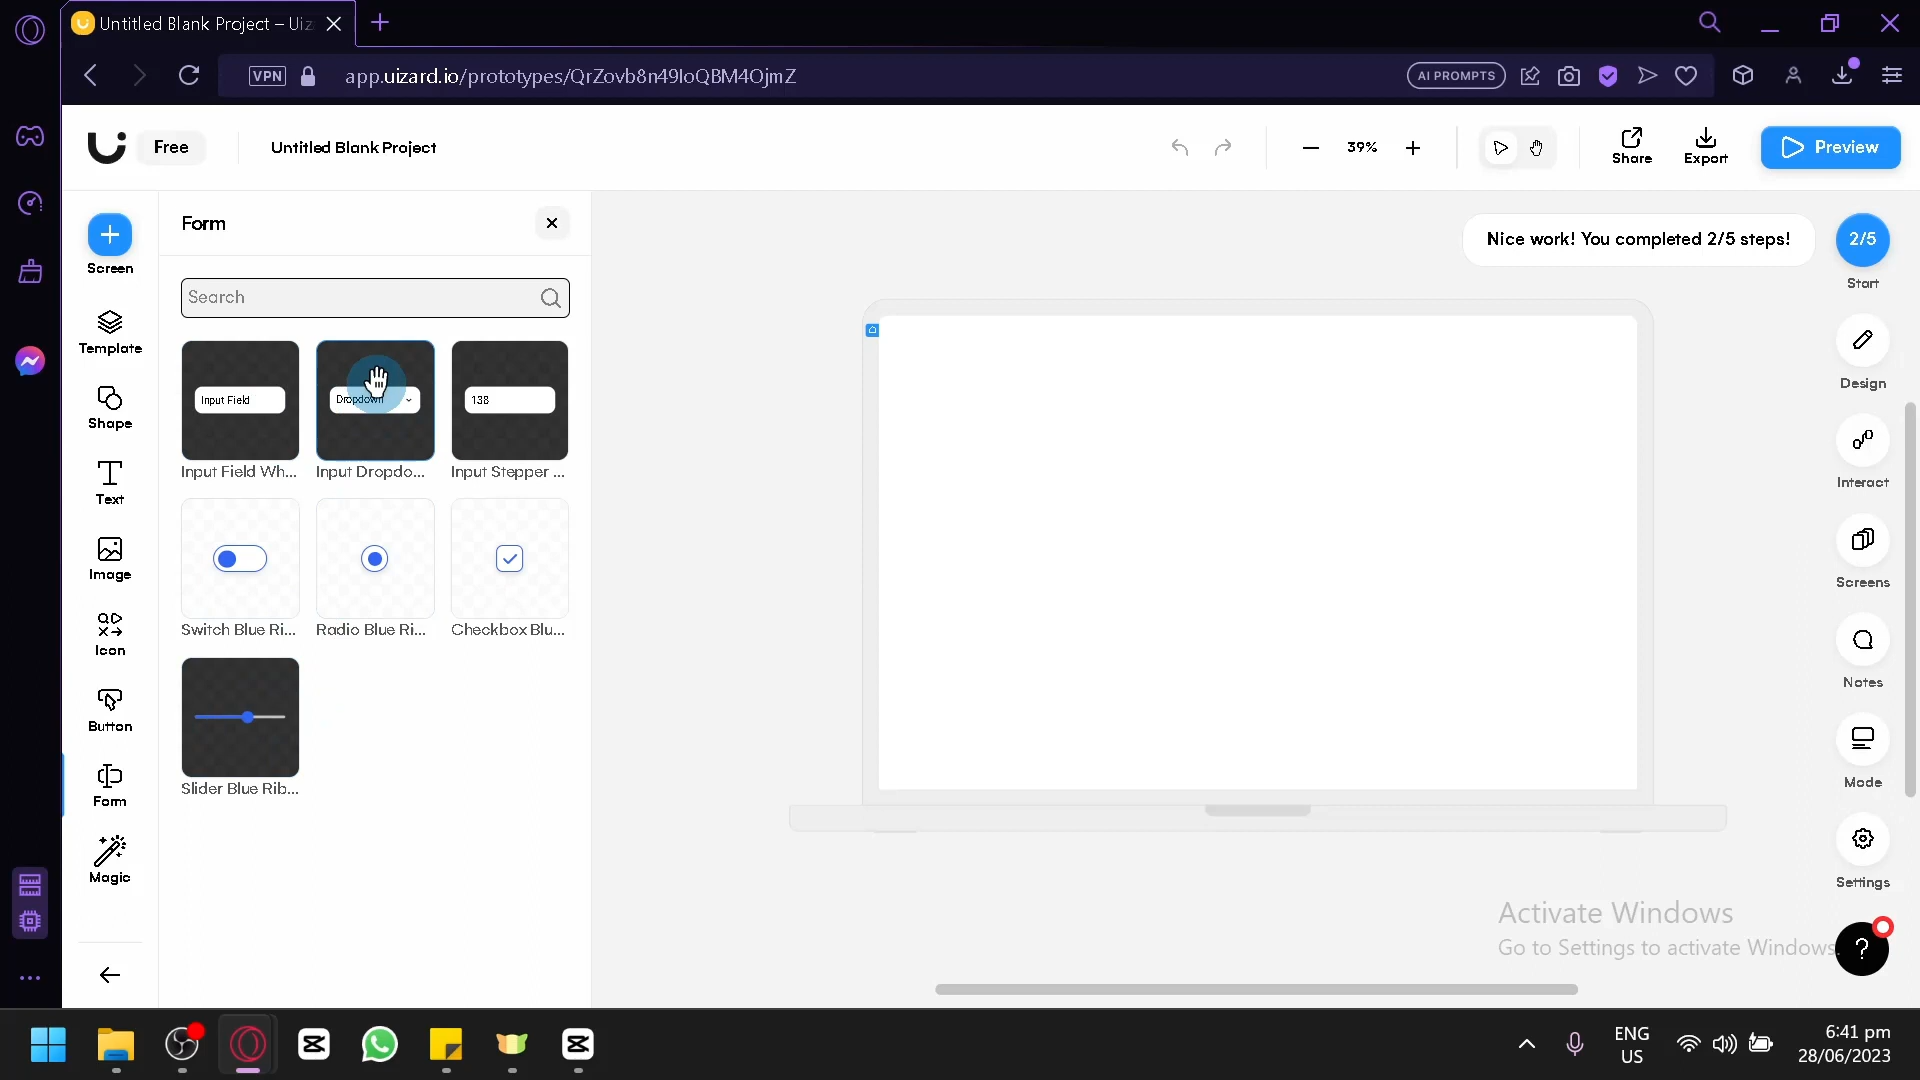 Untitled Blank Project – Uiz
VPN
app.uizard.io/prototypes/QrZovb8n49IoQBM4OjmZ
AI PROMPTS
Free
Untitled Blank Project
39%
Share
Export
Preview
Screen
Template
Shape
Text
Image
Icon
Button
Form
Magic
Form
Search
Input Field
Dropdown
138
Input Field Wh...
Input Dropdo...
Input Stepper ...
Switch Blue Ri...
Radio Blue Ri...
Checkbox Blu...
Slider Blue Rib...
Nice work! You completed 2/5 steps!
2/5
Start
Design
Interact
Screens
Notes
Mode
Settings
?
Activate Windows
Go to Settings to activate Windows.
ENG
US
6:41 pm
28/06/2023